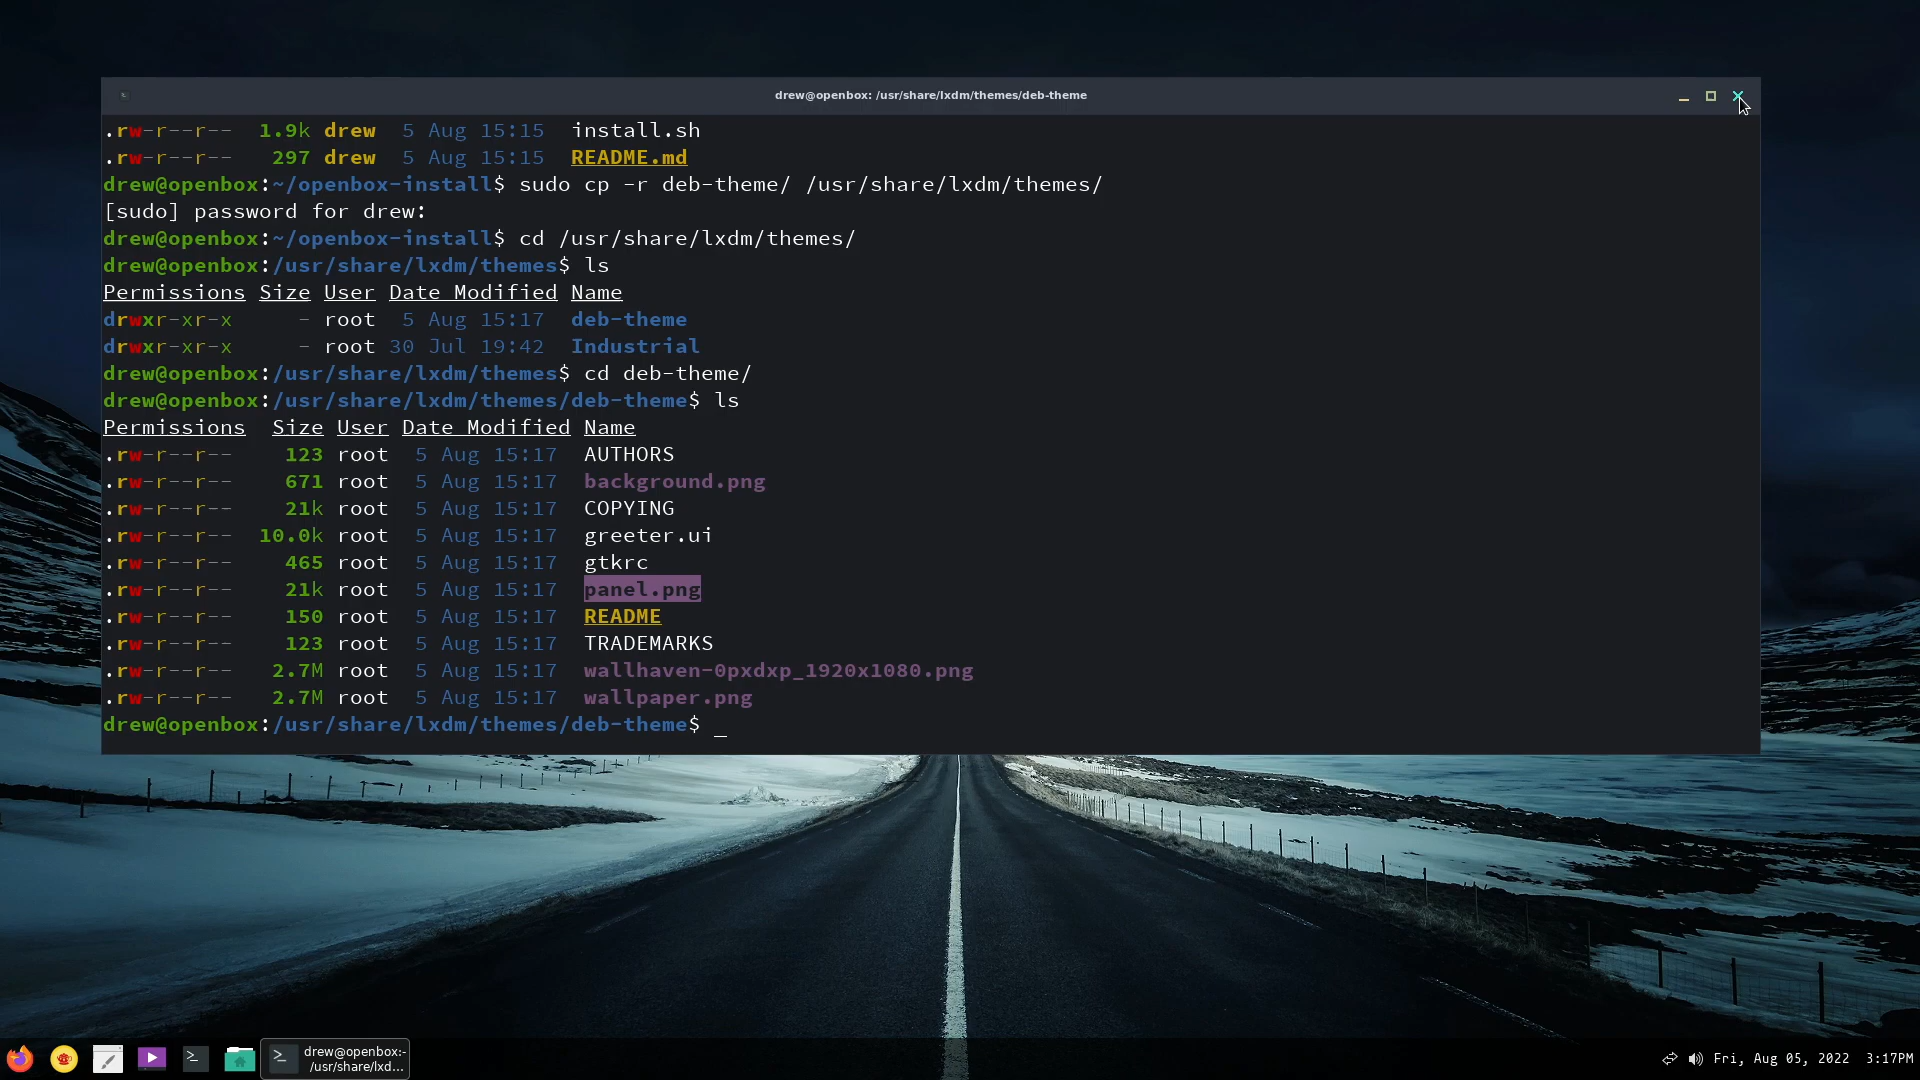 drew@openbox: /usr/share/lxdm/themes/deb-theme
.rw-r--r--  1.9k drew  5 Aug 15:15  install.sh
.rw-r--r--   297 drew  5 Aug 15:15  README.md
drew@openbox:~/openbox-install$ sudo cp -r deb-theme/ /usr/share/lxdm/themes/
[sudo] password for drew:
drew@openbox:~/openbox-install$ cd /usr/share/lxdm/themes/
drew@openbox:/usr/share/lxdm/themes$ ls
Permissions Size User Date Modified Name
drwxr-xr-x     - root  5 Aug 15:17  deb-theme
drwxr-xr-x     - root 30 Jul 19:42  Industrial
drew@openbox:/usr/share/lxdm/themes$ cd deb-theme/
drew@openbox:/usr/share/lxdm/themes/deb-theme$ ls
Permissions  Size User Date Modified Name
.rw-r--r--    123 root  5 Aug 15:17  AUTHORS
.rw-r--r--    671 root  5 Aug 15:17  background.png
.rw-r--r--    21k root  5 Aug 15:17  COPYING
.rw-r--r--  10.0k root  5 Aug 15:17  greeter.ui
.rw-r--r--    465 root  5 Aug 15:17  gtkrc
.rw-r--r--    21k root  5 Aug 15:17  panel.png
.rw-r--r--    150 root  5 Aug 15:17  README
.rw-r--r--    123 root  5 Aug 15:17  TRADEMARKS
.rw-r--r--   2.7M root  5 Aug 15:17  wallhaven-0pxdxp_1920x1080.png
.rw-r--r--   2.7M root  5 Aug 15:17  wallpaper.png
drew@openbox:/usr/share/lxdm/themes/deb-theme$ _
drew@openbox:-
/usr/share/lxd...
Fri, Aug 05, 2022  3:17PM